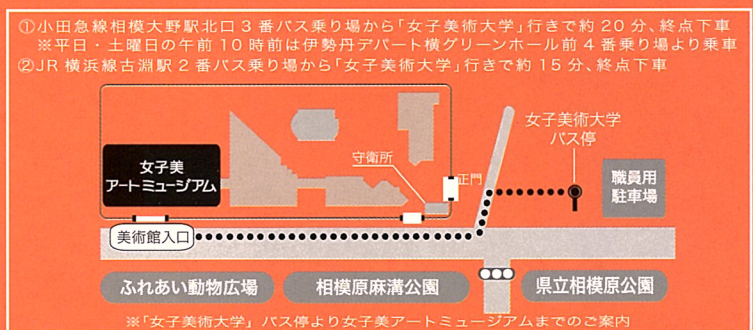 ①小田急線相模大野駅北口3番バス乗り場から「女子美術大学」行きで約20分、終点下車
※平日・土曜日の午前10時前は伊勢丹デパート横グリーンホール前4番乗り場より乗車
②JR横浜線古淵駅2番バス乗り場から「女子美術大学」行きで約15分、終点下車
女子美術大学
バス停
守衛所
女子美
アートミュージアム
正門
職員用
駐車場
美術館入口
ふれあい動物広場
相模原麻溝公園
県立相模原公園
※「女子美術大学」バス停より女子美アートミュージアムまでのご案内